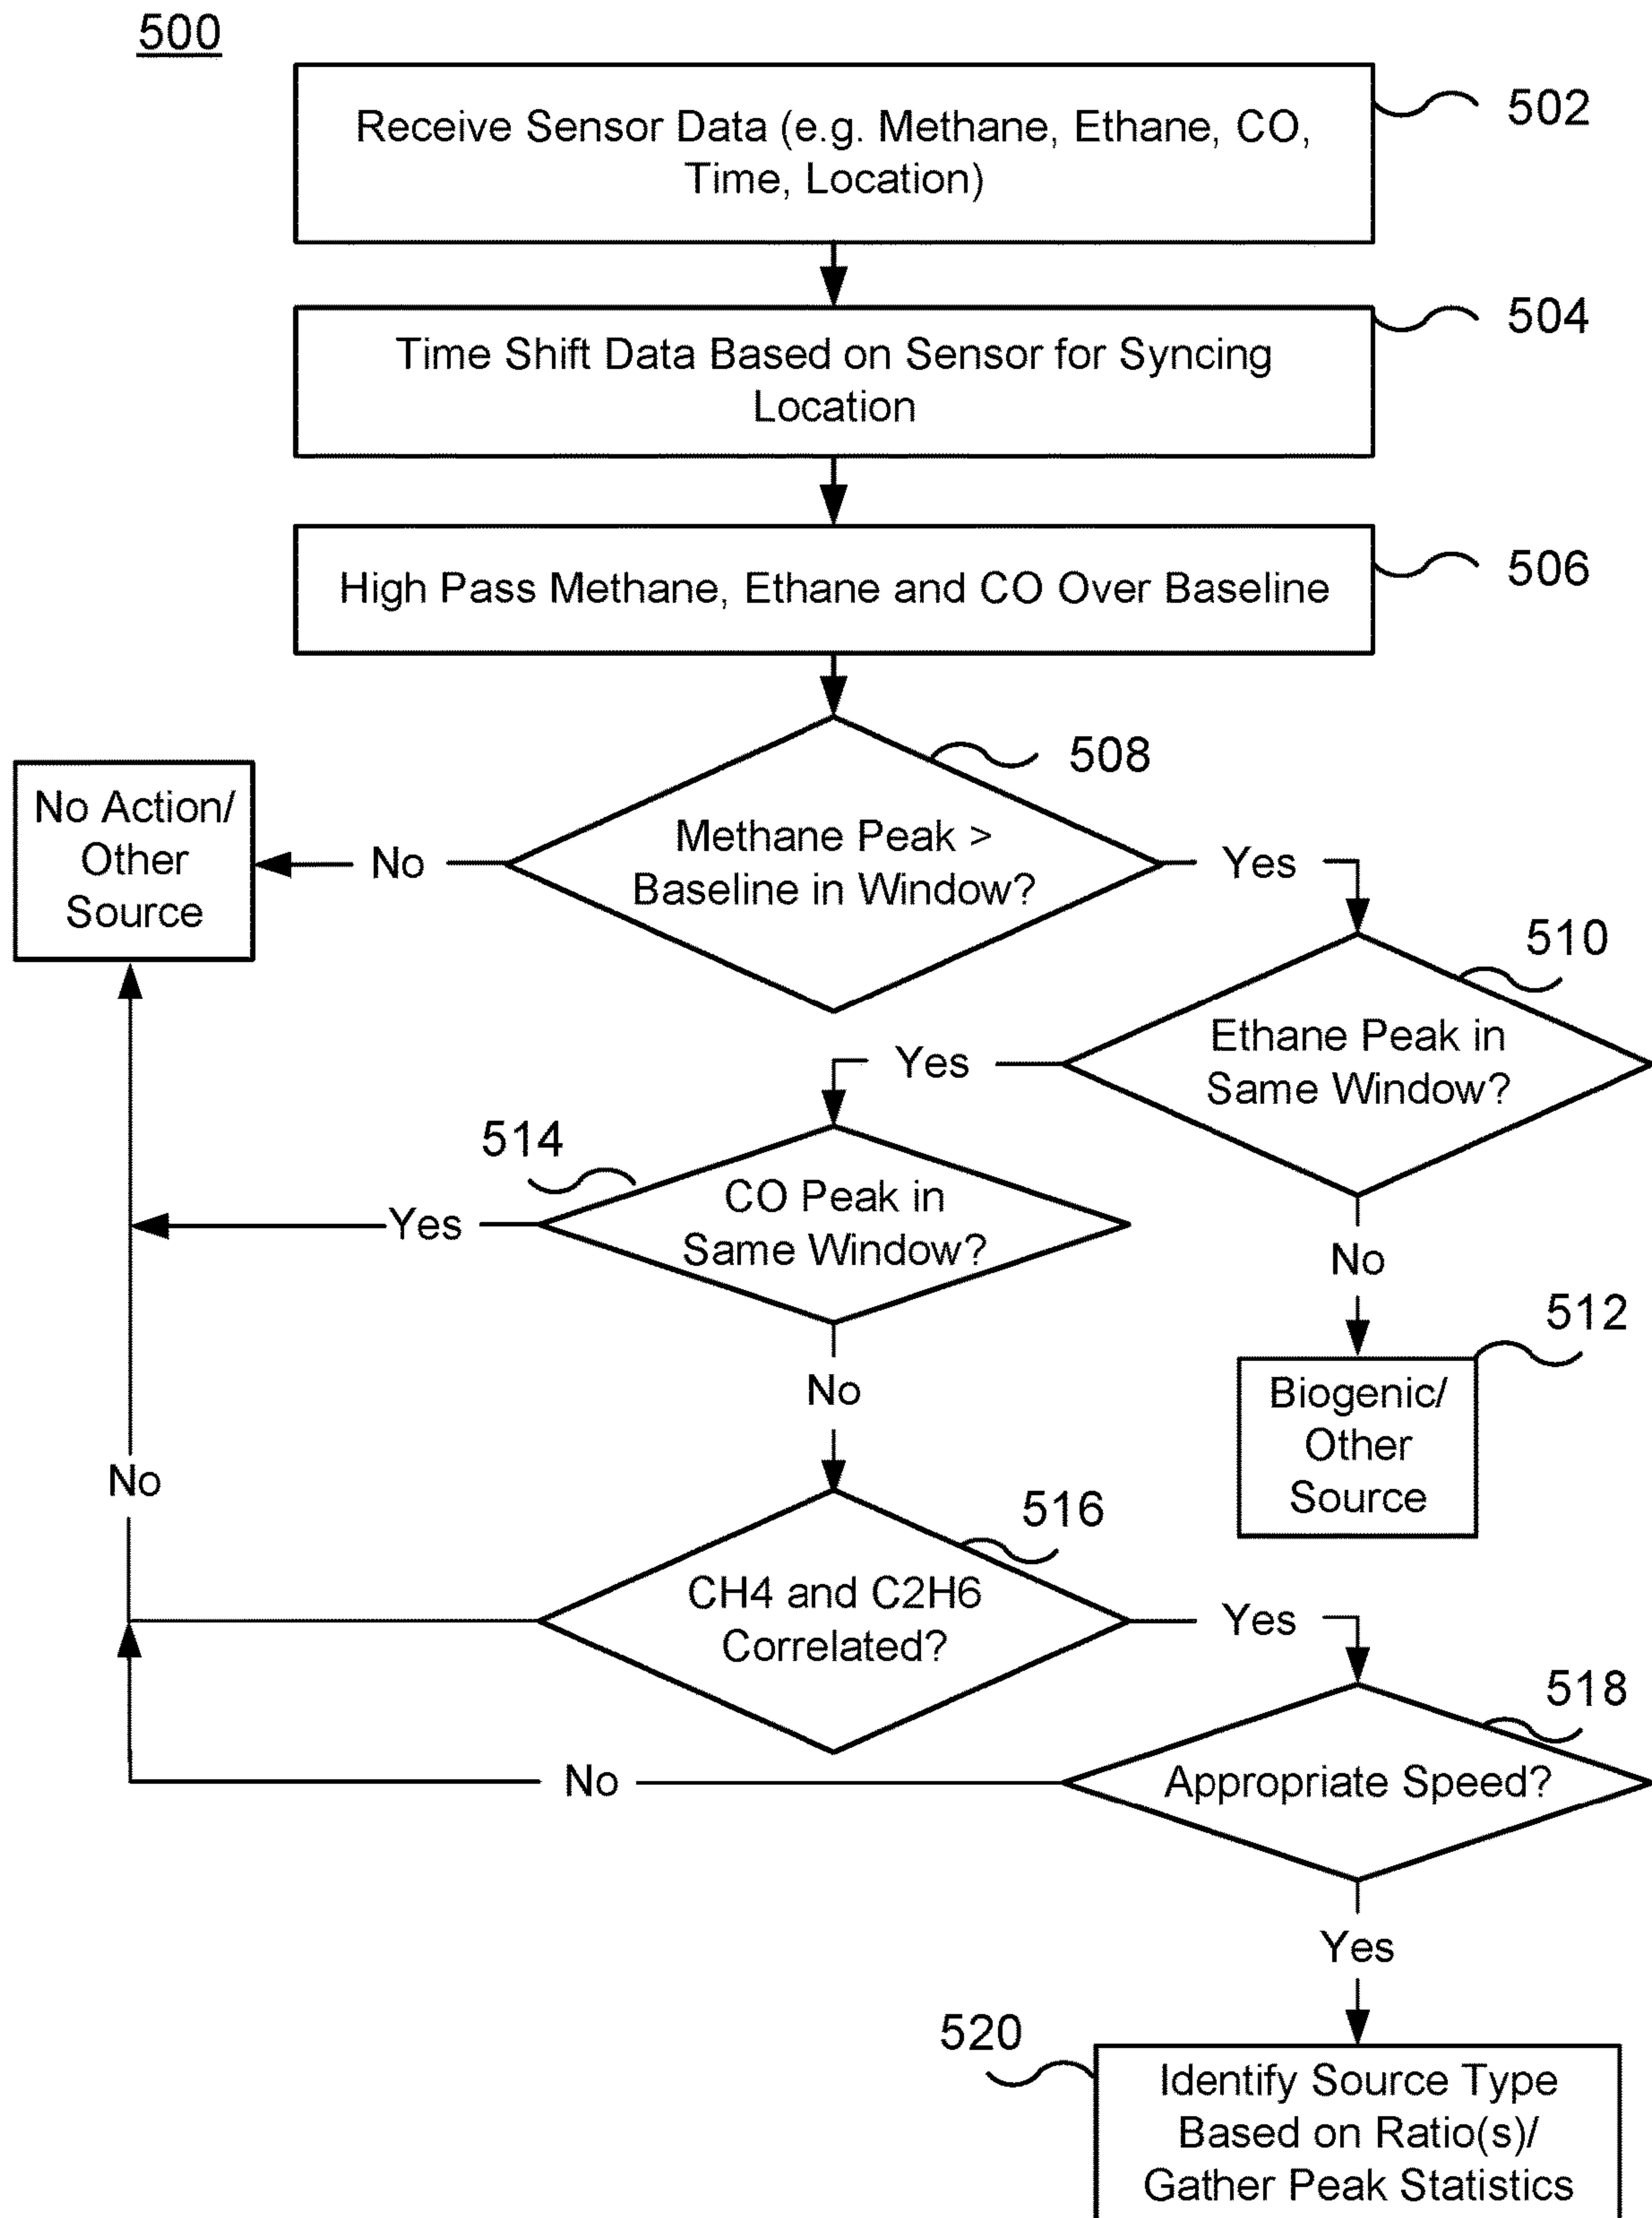 500
Receive Sensor Data (e.g. Methane, Ethane, CO,
Time, Location)
502
Time Shift Data Based on Sensor for Syncing
Location
504
High Pass Methane, Ethane and CO Over Baseline
506
508
Methane Peak >
Baseline in Window?
No
No Action/
Other
Source
Yes
510
Ethane Peak in
Same Window?
Yes
No
512
Biogenic/
Other
Source
514
CO Peak in
Same Window?
Yes
No
516
CH4 and C2H6
Correlated?
No
Yes
518
Appropriate Speed?
No
Yes
520
Identify Source Type
Based on Ratio(s)/
Gather Peak Statistics